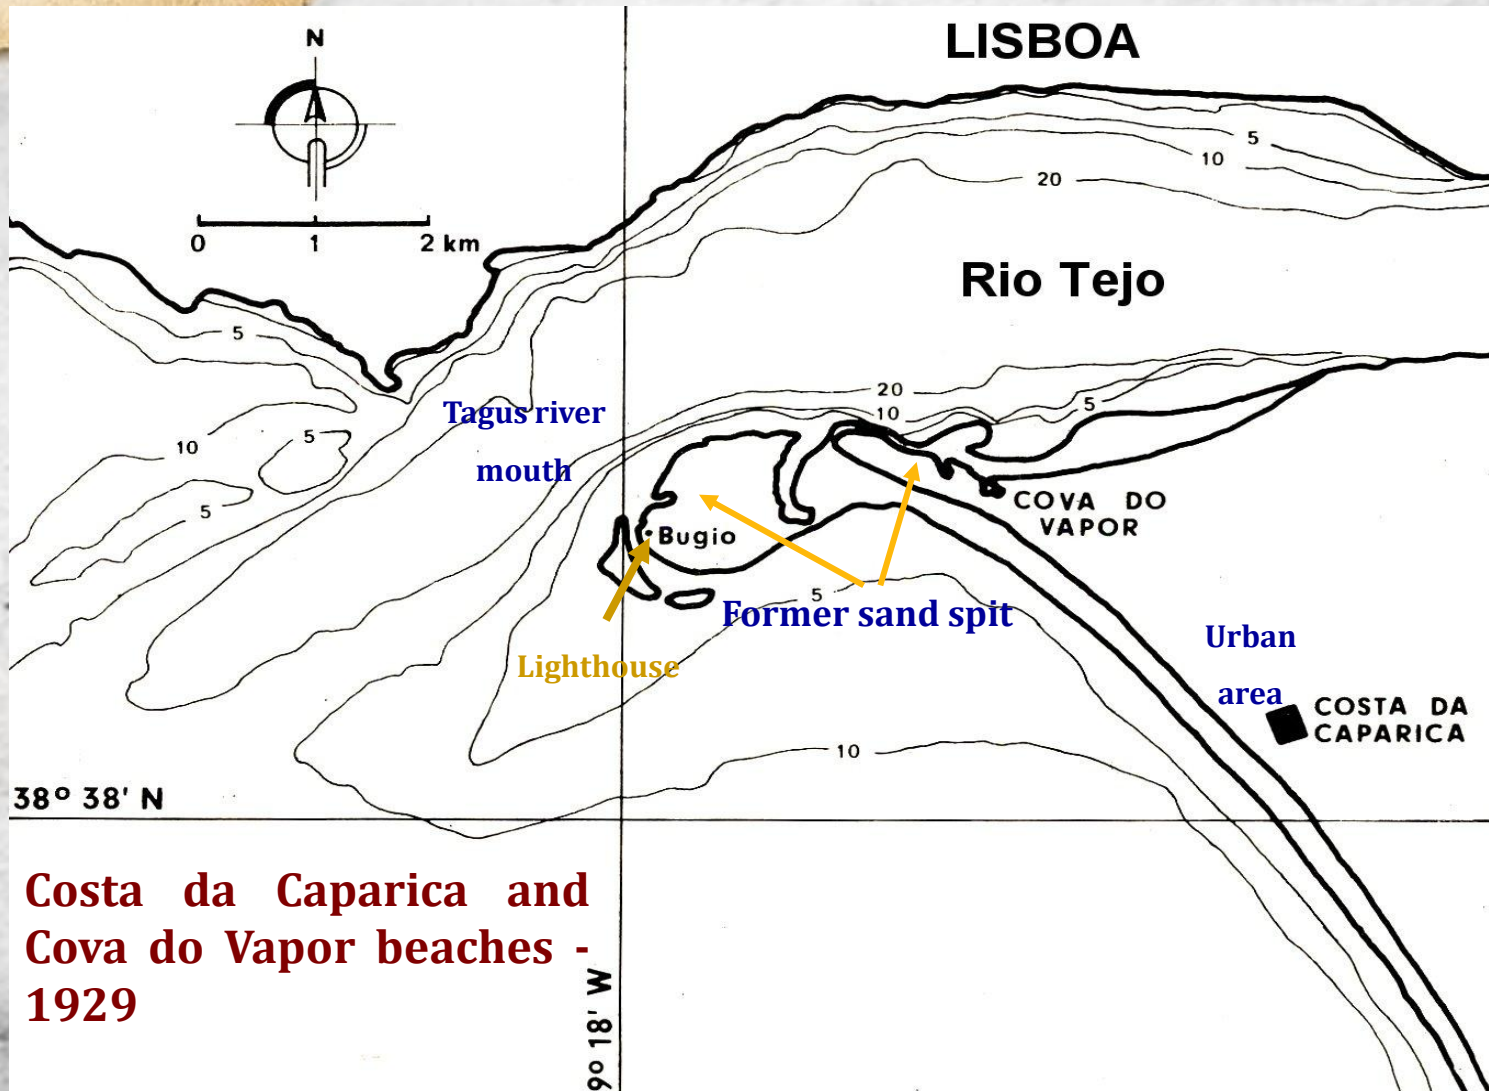 N
LISBOA
5
10
20
0 1 2 km
Rio Tejo
5
20
10
5
Tagus river
mouth
10
5
5
COVA DO
VAPOR
Bugio
5
Former sand spit
Urban
area
Lighthouse
COSTA DA
CAPARICA
10
38º 38' N
Costa da Caparica and
Cova do Vapor beaches -
1929
9º 18' W